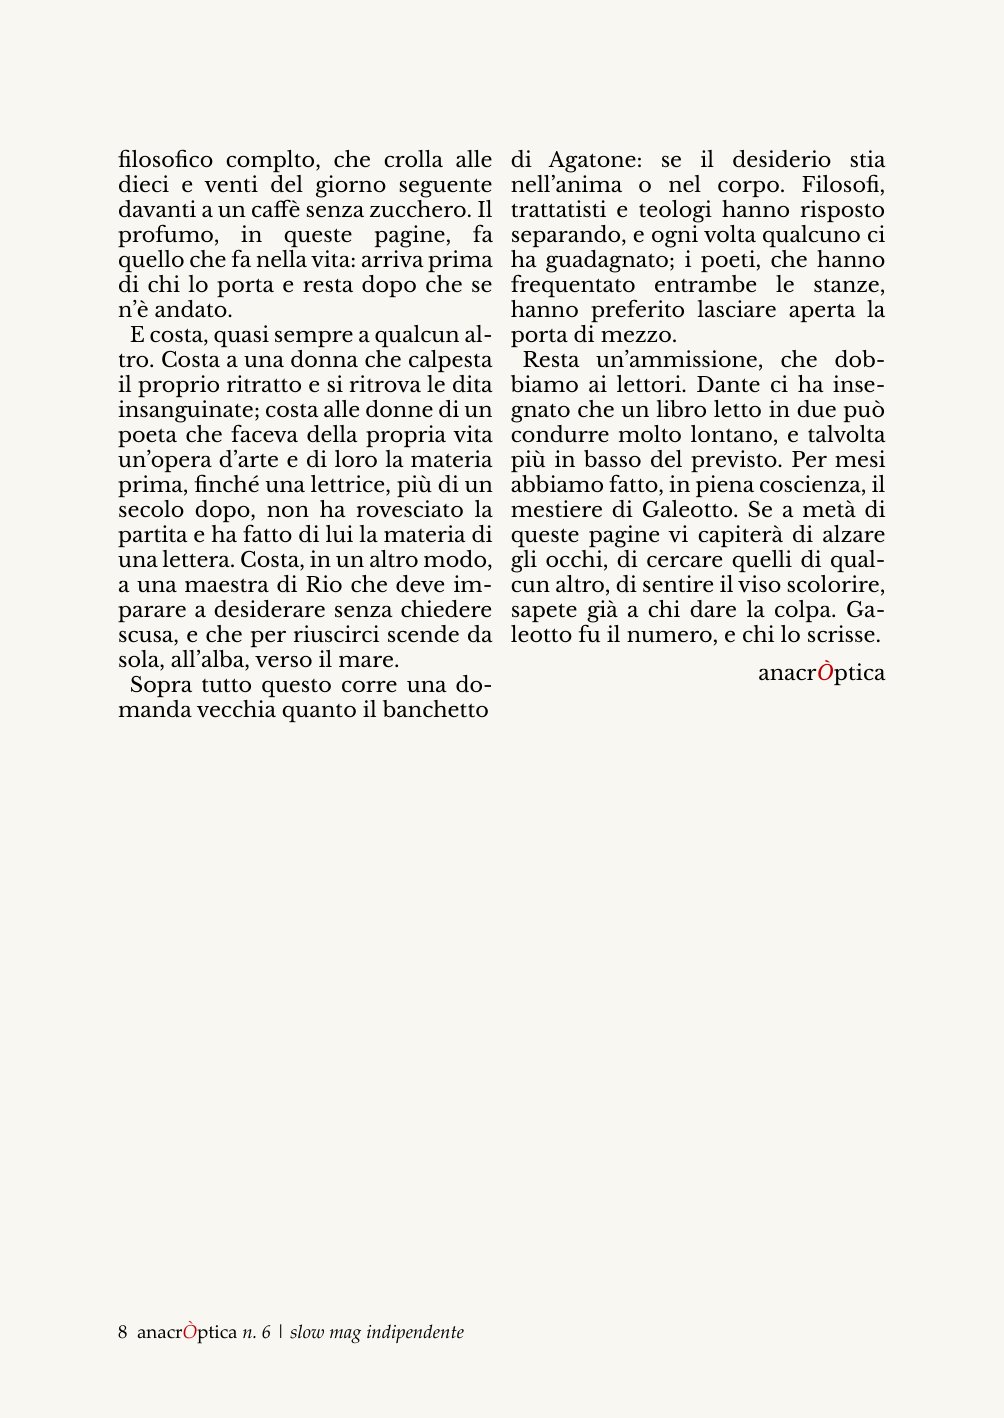 filosofico complto, che crolla alle
dieci e venti del giorno seguente
davanti a un caffè senza zucchero. Il
profumo, in queste pagine, fa
quello che fa nella vita: arriva prima
di chi lo porta e resta dopo che se
n’è andato.
E costa, quasi sempre a qualcun al-
tro. Costa a una donna che calpesta
il proprio ritratto e si ritrova le dita
insanguinate; costa alle donne di un
poeta che faceva della propria vita
un’opera d’arte e di loro la materia
prima, finché una lettrice, più di un
secolo dopo, non ha rovesciato la
partita e ha fatto di lui la materia di
una lettera. Costa, in un altro modo,
a una maestra di Rio che deve im-
parare a desiderare senza chiedere
scusa, e che per riuscirci scende da
sola, all’alba, verso il mare.
Sopra tutto questo corre una do-
manda vecchia quanto il banchetto
di Agatone: se il desiderio stia
nell’anima o nel corpo. Filosofi,
trattatisti e teologi hanno risposto
separando, e ogni volta qualcuno ci
ha guadagnato; i poeti, che hanno
frequentato entrambe le stanze,
hanno preferito lasciare aperta la
porta di mezzo.
Resta un’ammissione, che dob-
biamo ai lettori. Dante ci ha inse-
gnato che un libro letto in due può
condurre molto lontano, e talvolta
più in basso del previsto. Per mesi
abbiamo fatto, in piena coscienza, il
mestiere di Galeotto. Se a metà di
queste pagine vi capiterà di alzare
gli occhi, di cercare quelli di qual-
cun altro, di sentire il viso scolorire,
sapete già a chi dare la colpa. Ga-
leotto fu il numero, e chi lo scrisse.
anacrÒptica
8 anacrÒptica n. 6 | slow mag indipendente